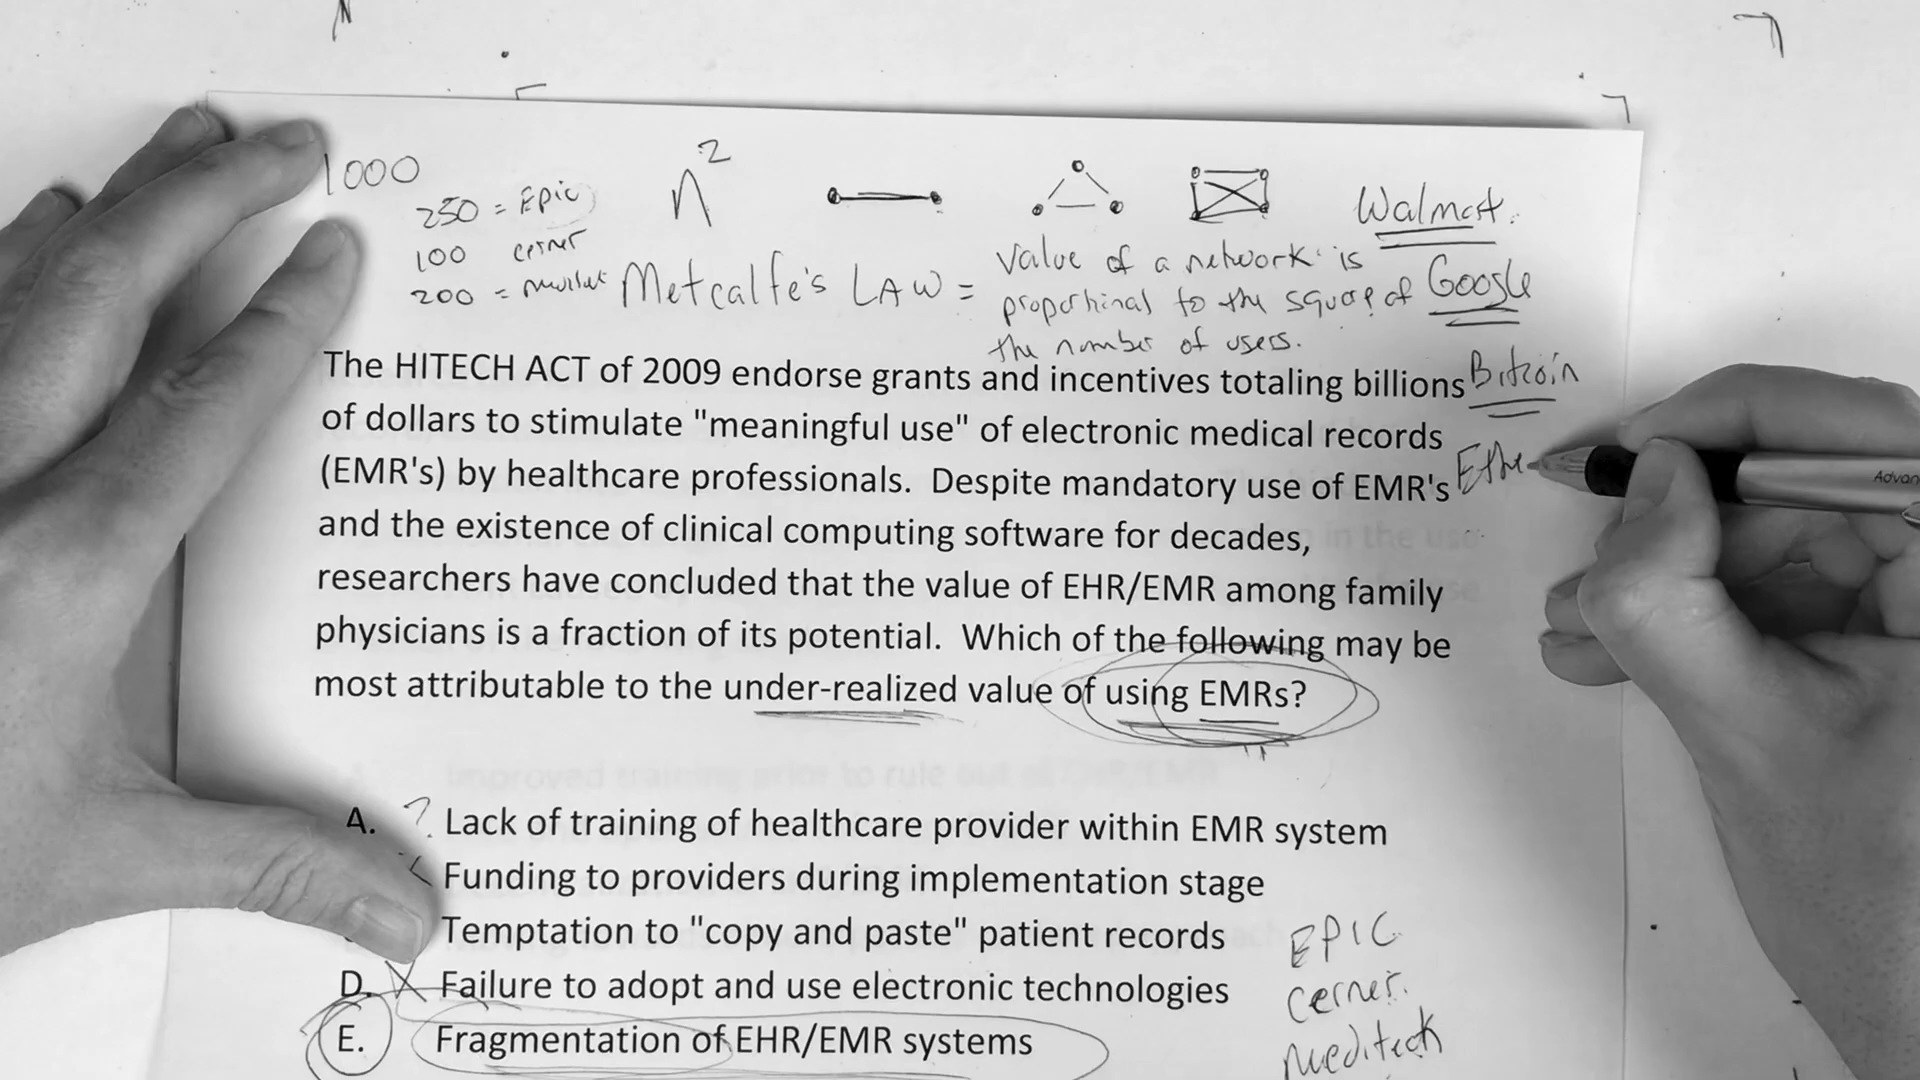 1000
250 = Epic
100 cerner
200 =
n²
Walmart.
Metcalfe's LAW =
value of a network is
proportional to the square of
the number of users.
Google
Bitcoin
Ethe
The HITECH ACT of 2009 endorse grants and incentives totaling billions
of dollars to stimulate "meaningful use" of electronic medical records
(EMR's) by healthcare professionals. Despite mandatory use of EMR's
and the existence of clinical computing software for decades,
researchers have concluded that the value of EHR/EMR among family
physicians is a fraction of its potential. Which of the following may be
most attributable to the under-realized value of using EMRs?
A. ? Lack of training of healthcare provider within EMR system
Funding to providers during implementation stage
Temptation to "copy and paste" patient records
D. X Failure to adopt and use electronic technologies
E. Fragmentation of EHR/EMR systems
EPIC
cerner.
meditech
Advan